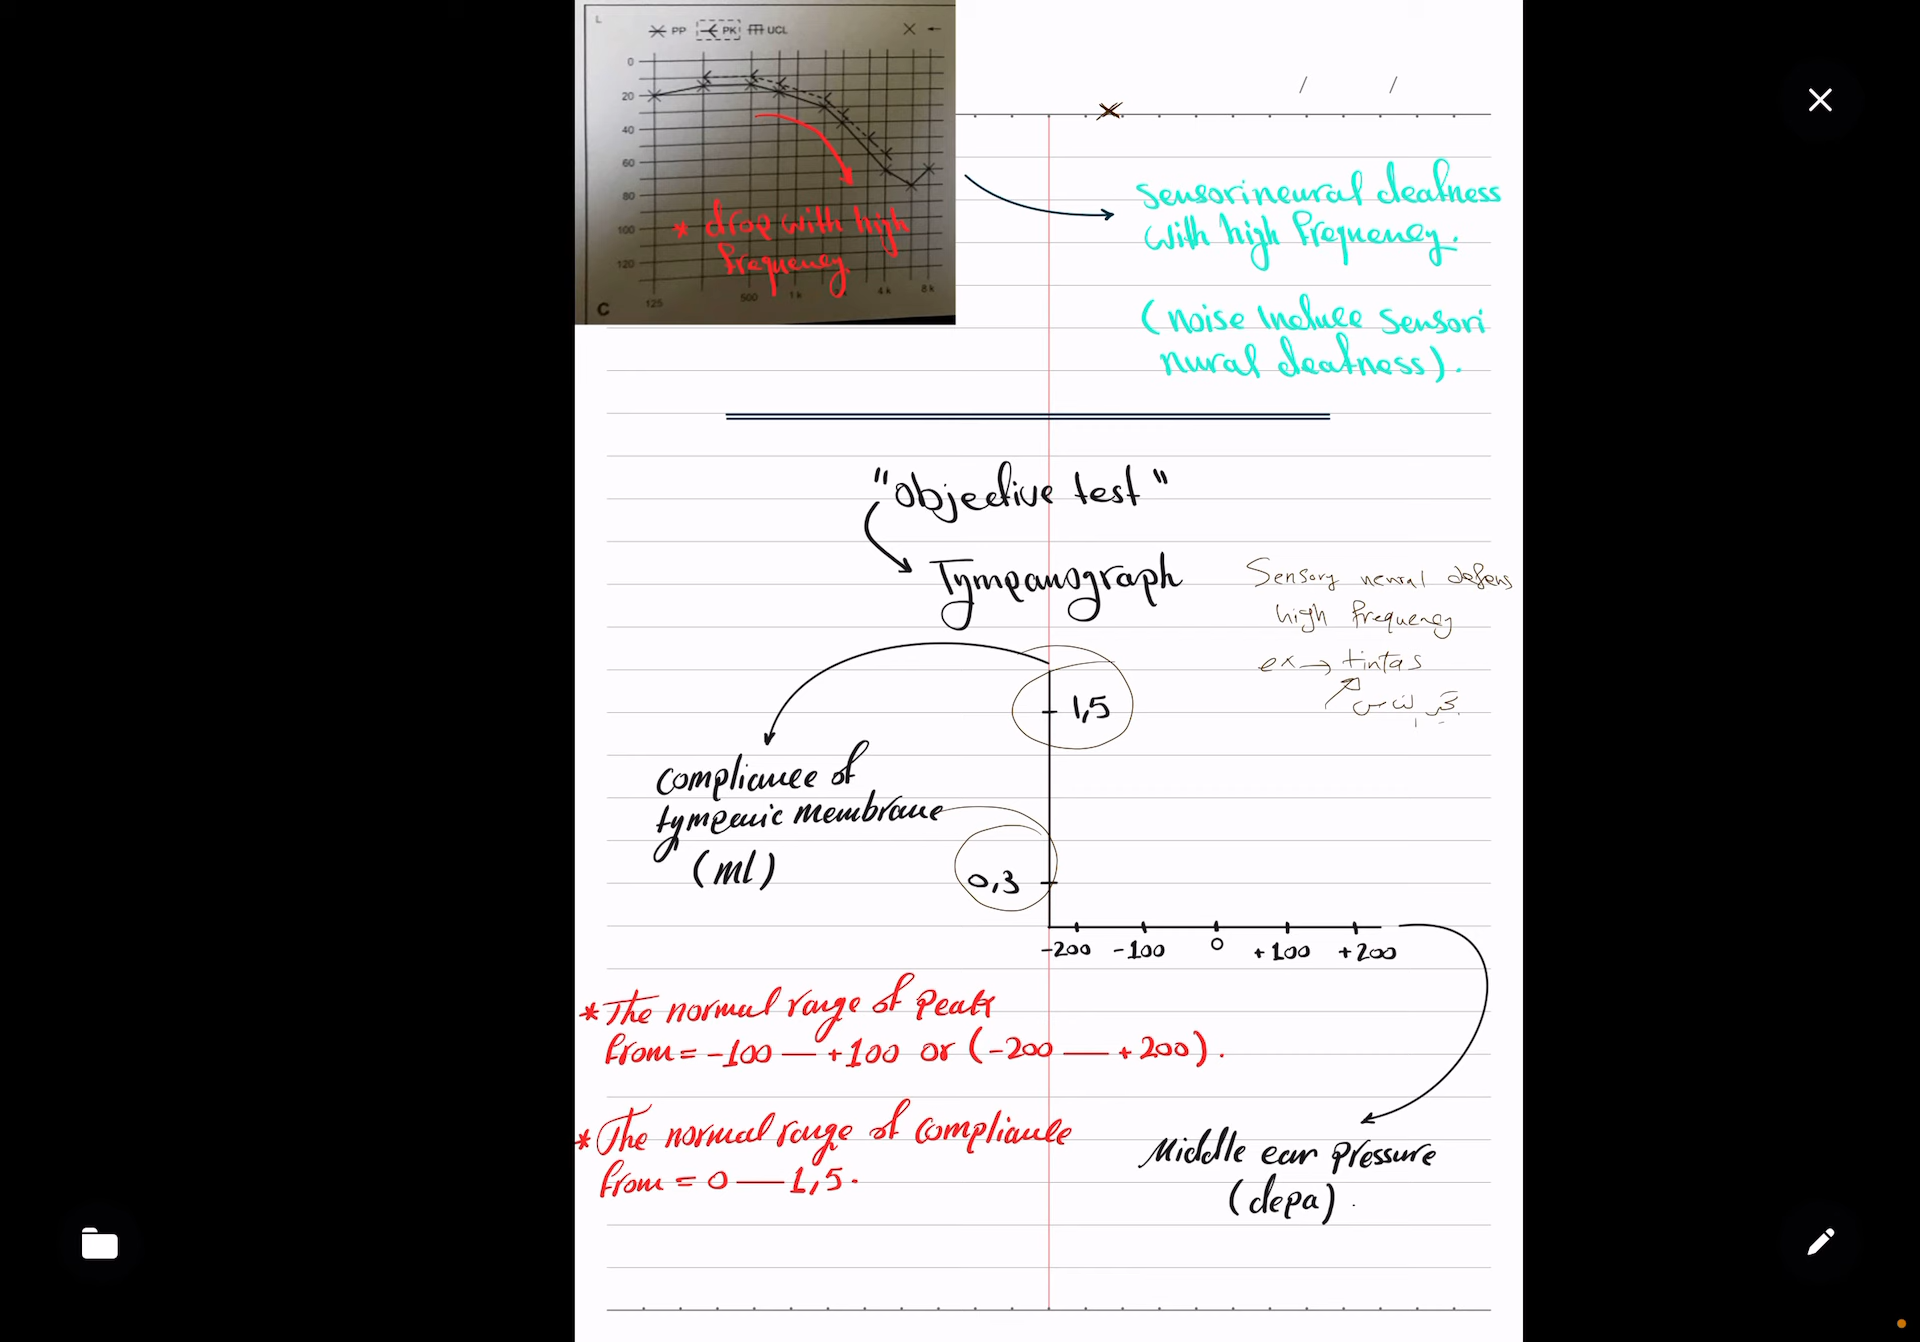 L
PP PK UCL
0
20
40
60
80
100
120
125 500 1k 4k 8k
C
* drop with high
frequency.
/ /
Sensorineural deafness
with high frequency.
(noise Induce Sensori
nural deafness).
"Objective test"
Tympanograph
Sensory neural
high frequency
ex → tintas
1,5
Compliance of
tympanic membrane
(ml)
0,3
-200 -100 0 +100 +200
* The normal range of Peak
from = -100 — +100 or (-200 — +200).
* The normal range of compliance
from = 0 — 1,5.
Middle ear pressure
(depa).